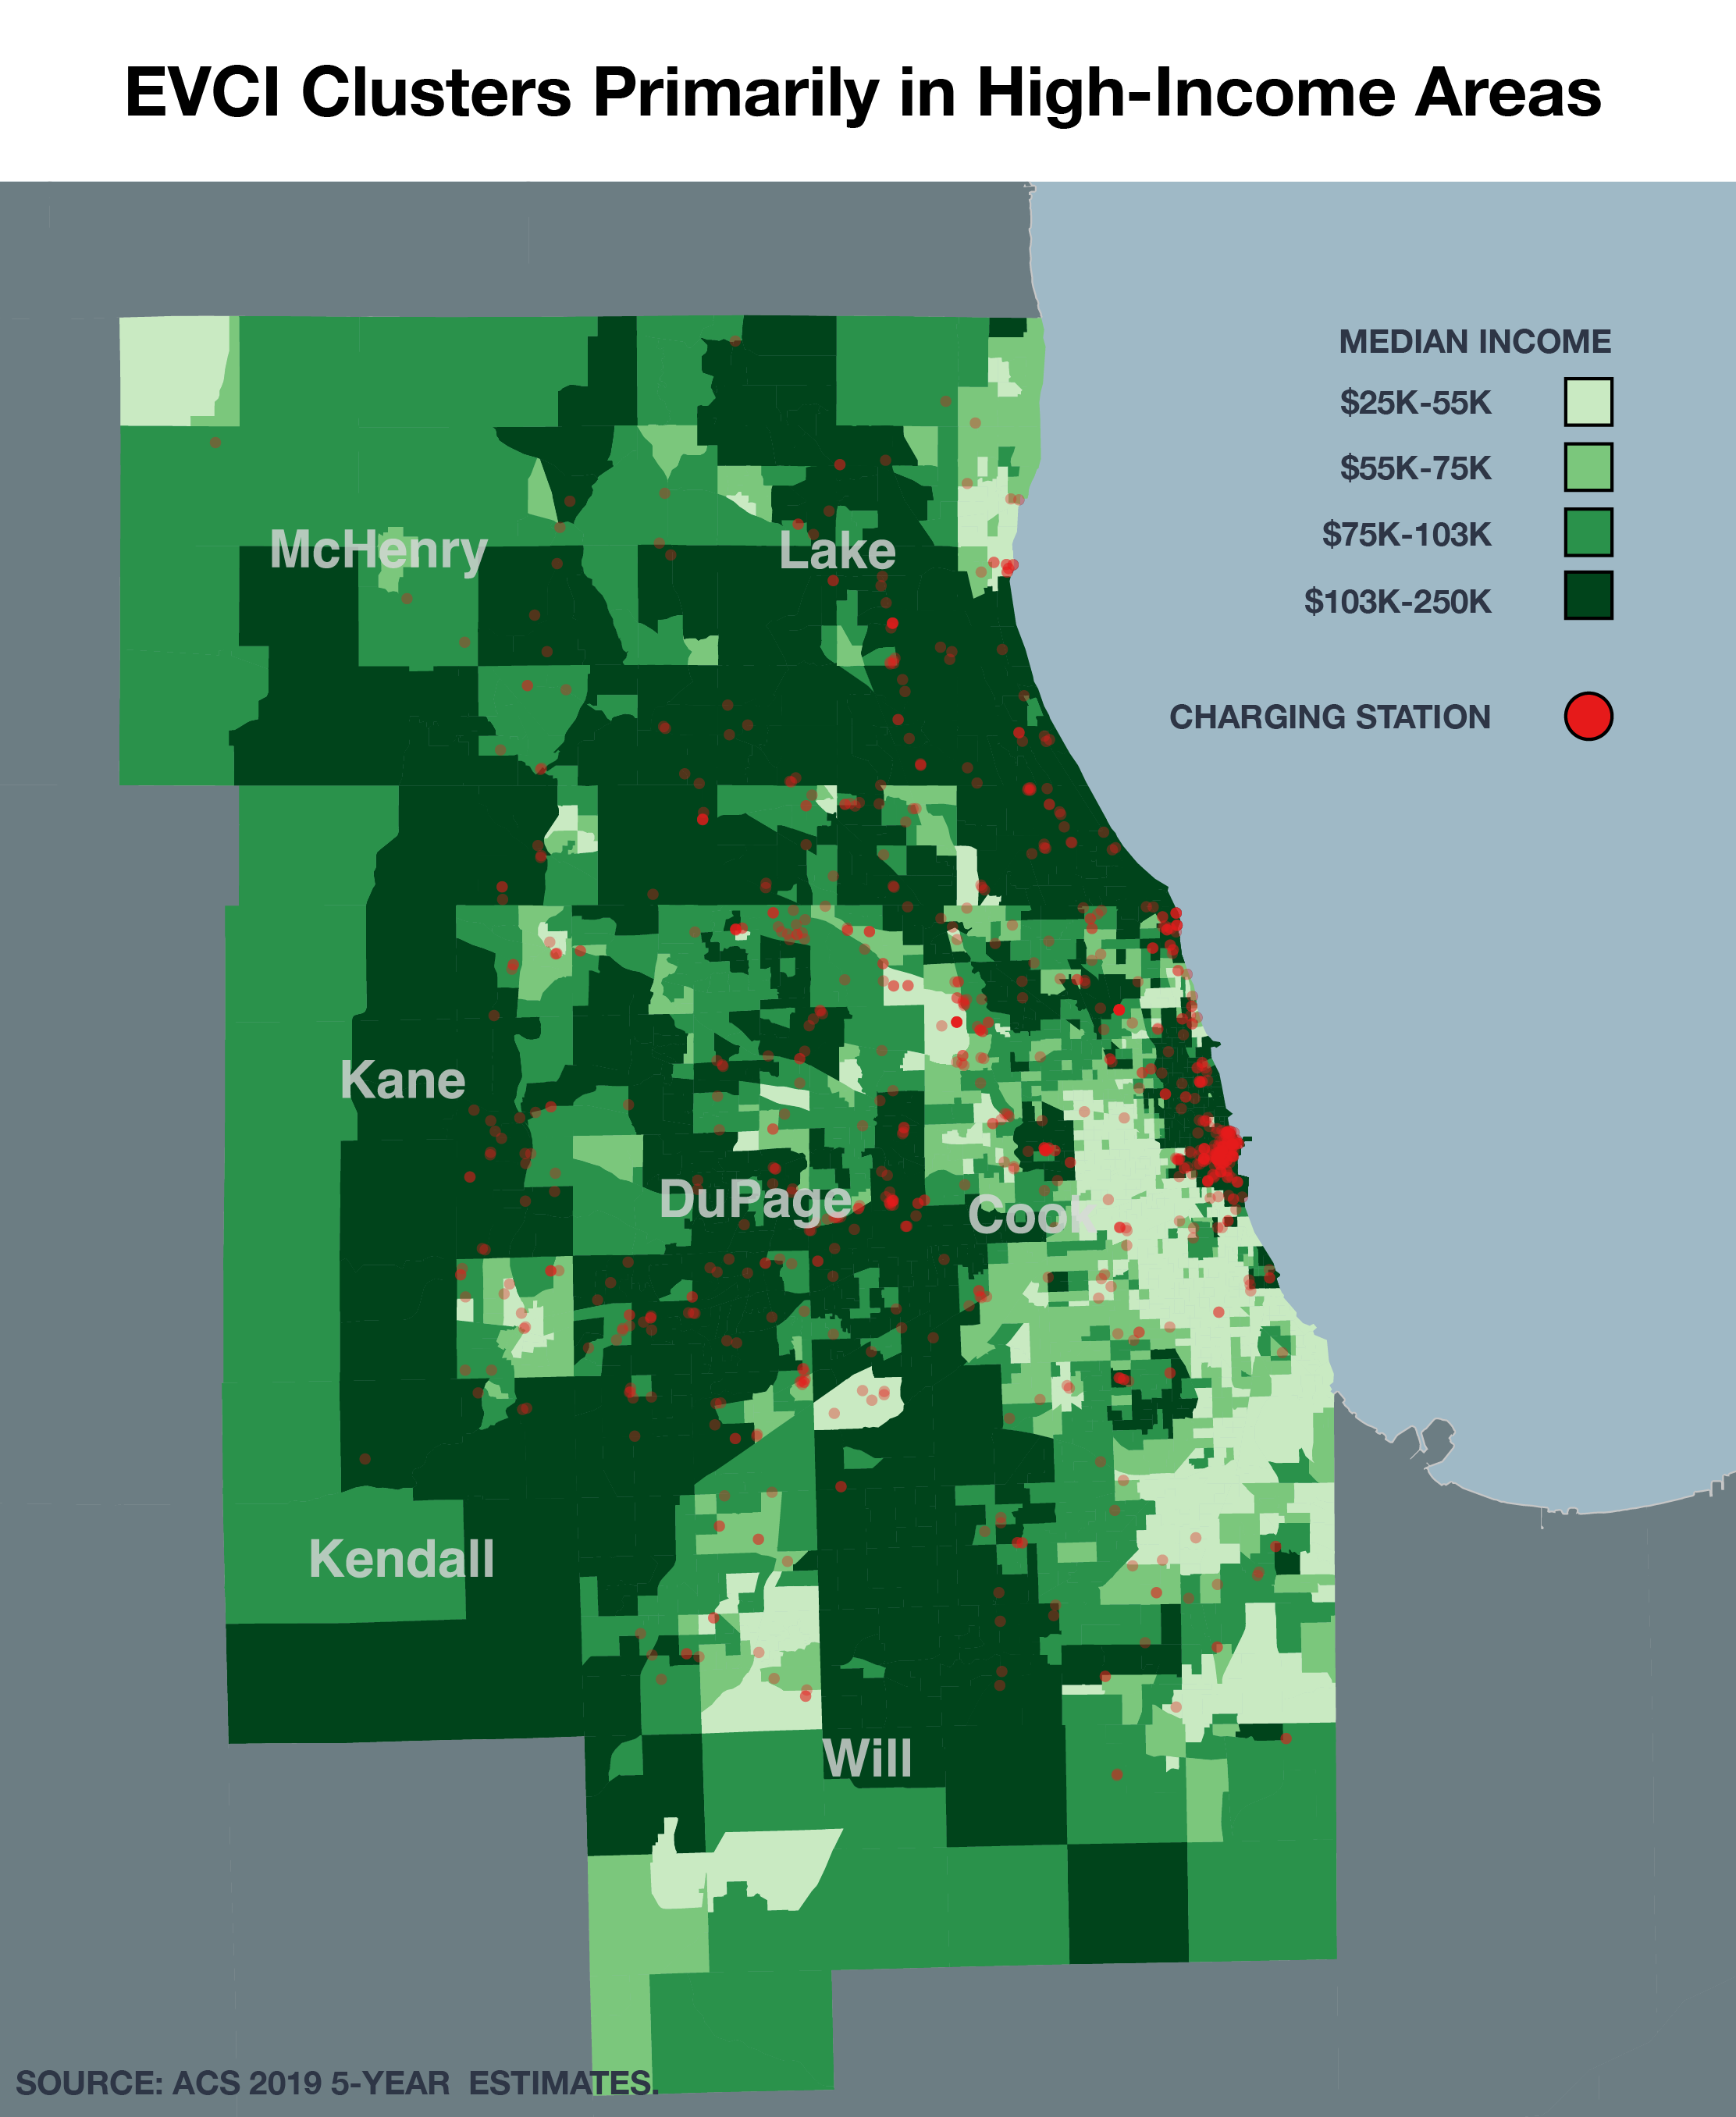 EVCI Clusters Primarily in High-Income Areas
MEDIAN INCOME
$25K-55K
$55K-75K
$75K-103K
$103K-250K
CHARGING STATION
McHenry
Lake
Kane
DuPage
Cook
Kendall
Will
SOURCE: ACS 2019 5-YEAR ESTIMATES.